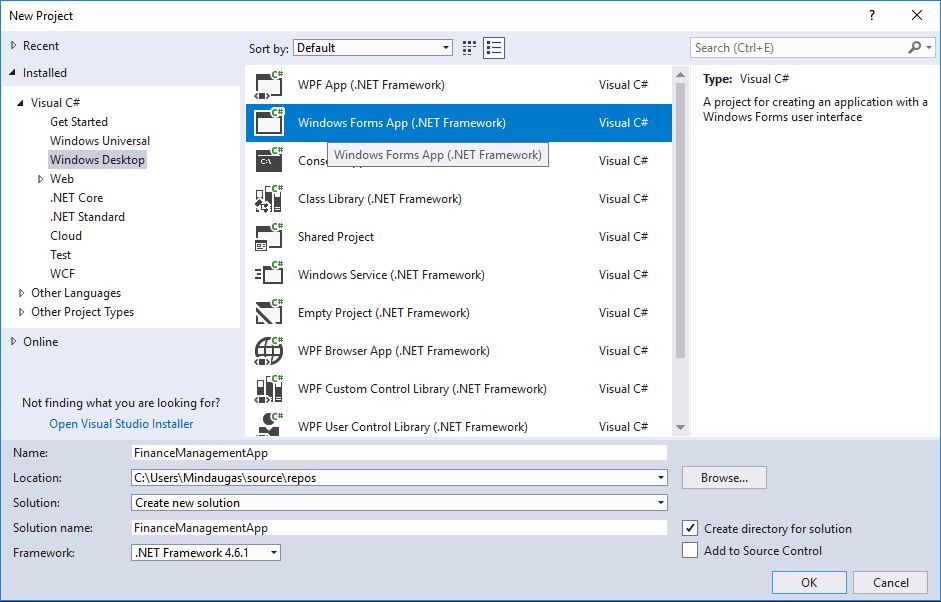 New Project
?
Recent
Installed
Visual C#
Get Started
Windows Universal
Windows Desktop
Web
.NET Core
.NET Standard
Cloud
Test
WCF
Other Languages
Other Project Types
Online
Not finding what you are looking for?
Open Visual Studio Installer
Sort by: Default
WPF App (.NET Framework) Visual C#
Windows Forms App (.NET Framework) Visual C#
Windows Forms App (.NET Framework)
Visual C#
Class Library (.NET Framework) Visual C#
Shared Project Visual C#
Windows Service (.NET Framework) Visual C#
Empty Project (.NET Framework) Visual C#
WPF Browser App (.NET Framework) Visual C#
WPF Custom Control Library (.NET Framework) Visual C#
WPF User Control Library (.NET Framework) Visual C#
Search (Ctrl+E)
Type: Visual C#
A project for creating an application with a
Windows Forms user interface
Name: FinanceManagementApp
Location: C:\Users\Mindaugas\source\repos Browse...
Solution: Create new solution
Solution name: FinanceManagementApp Create directory for solution
Framework: .NET Framework 4.6.1 Add to Source Control
OK Cancel